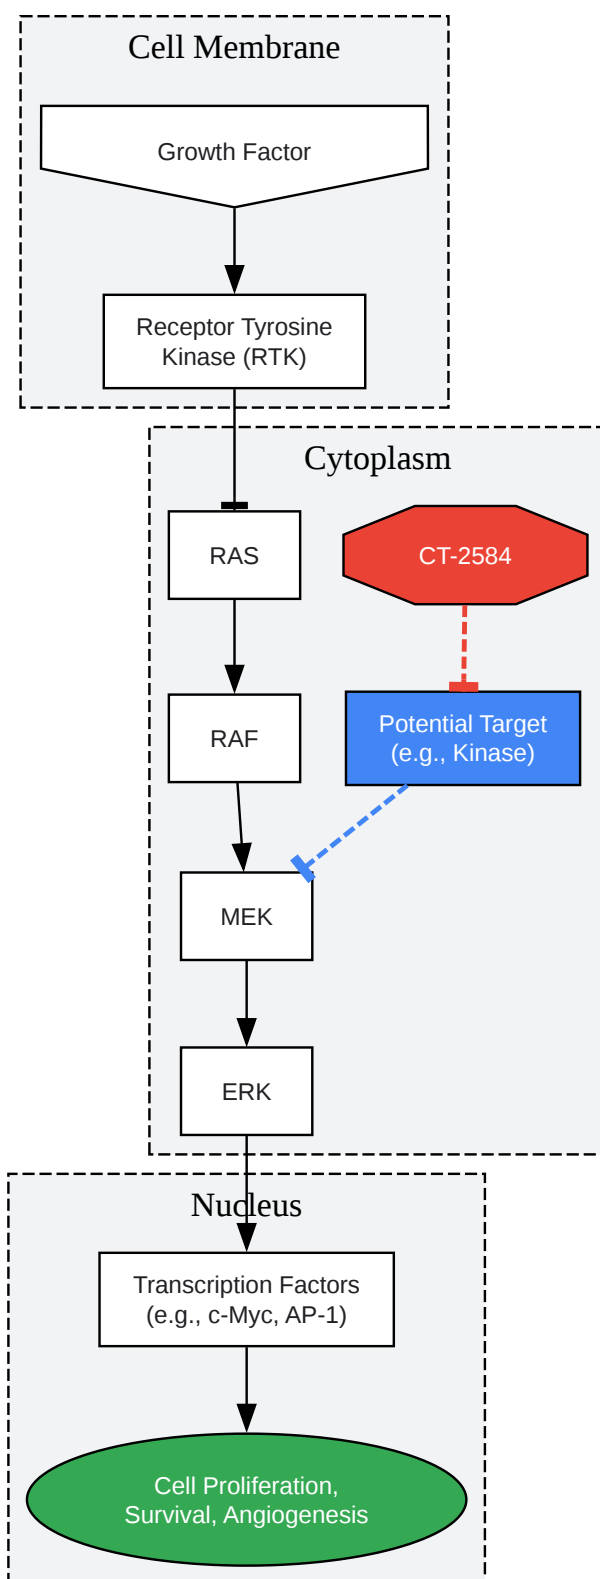 Cell Membrane
Growth Factor
Receptor Tyrosine
Kinase (RTK)
Cytoplasm
RAS
CT-2584
RAF
Potential Target
(e.g., Kinase)
MEK
ERK
Nucleus
Transcription Factors
(e.g., c-Myc, AP-1)
Cell Proliferation,
Survival, Angiogenesis